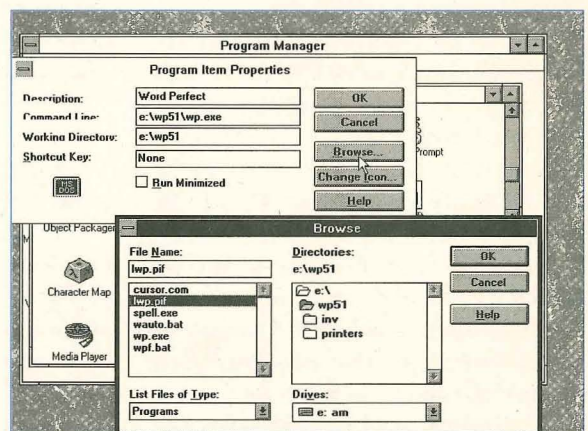 Program Manager
Program Item Properties
Description: Word Perfect
Command Line: e:\wp51\wp.exe
Working Directory: e:\wp51
Shortcut Key: None
Run Minimized
OK
Cancel
Browse...
Change Icon...
Help
Prompt
MS DOS
Object Packager
Character Map
Media Player
Browse
File Name:
lwp.pif
cursor.com
lwp.pif
spell.exe
wauto.bat
wp.exe
wpf.bat
List Files of Type:
Programs
Directories:
e:\wp51
e:\
wp51
inv
printers
Drives:
e: am
OK
Cancel
Help